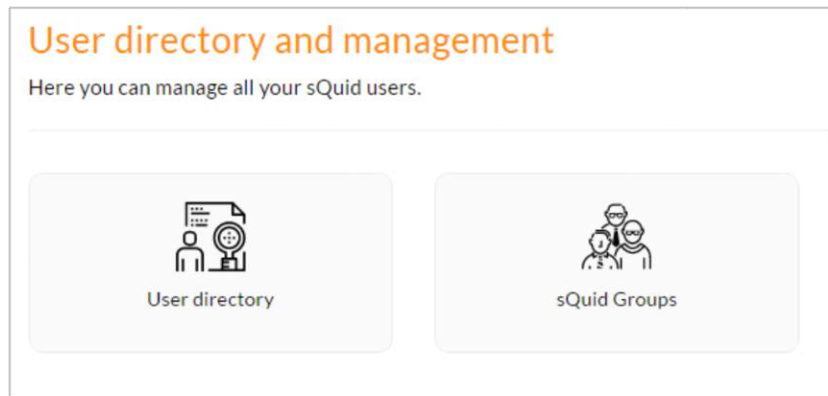 User directory and management
Here you can manage all your sQuid users.
User directory
sQuid Groups